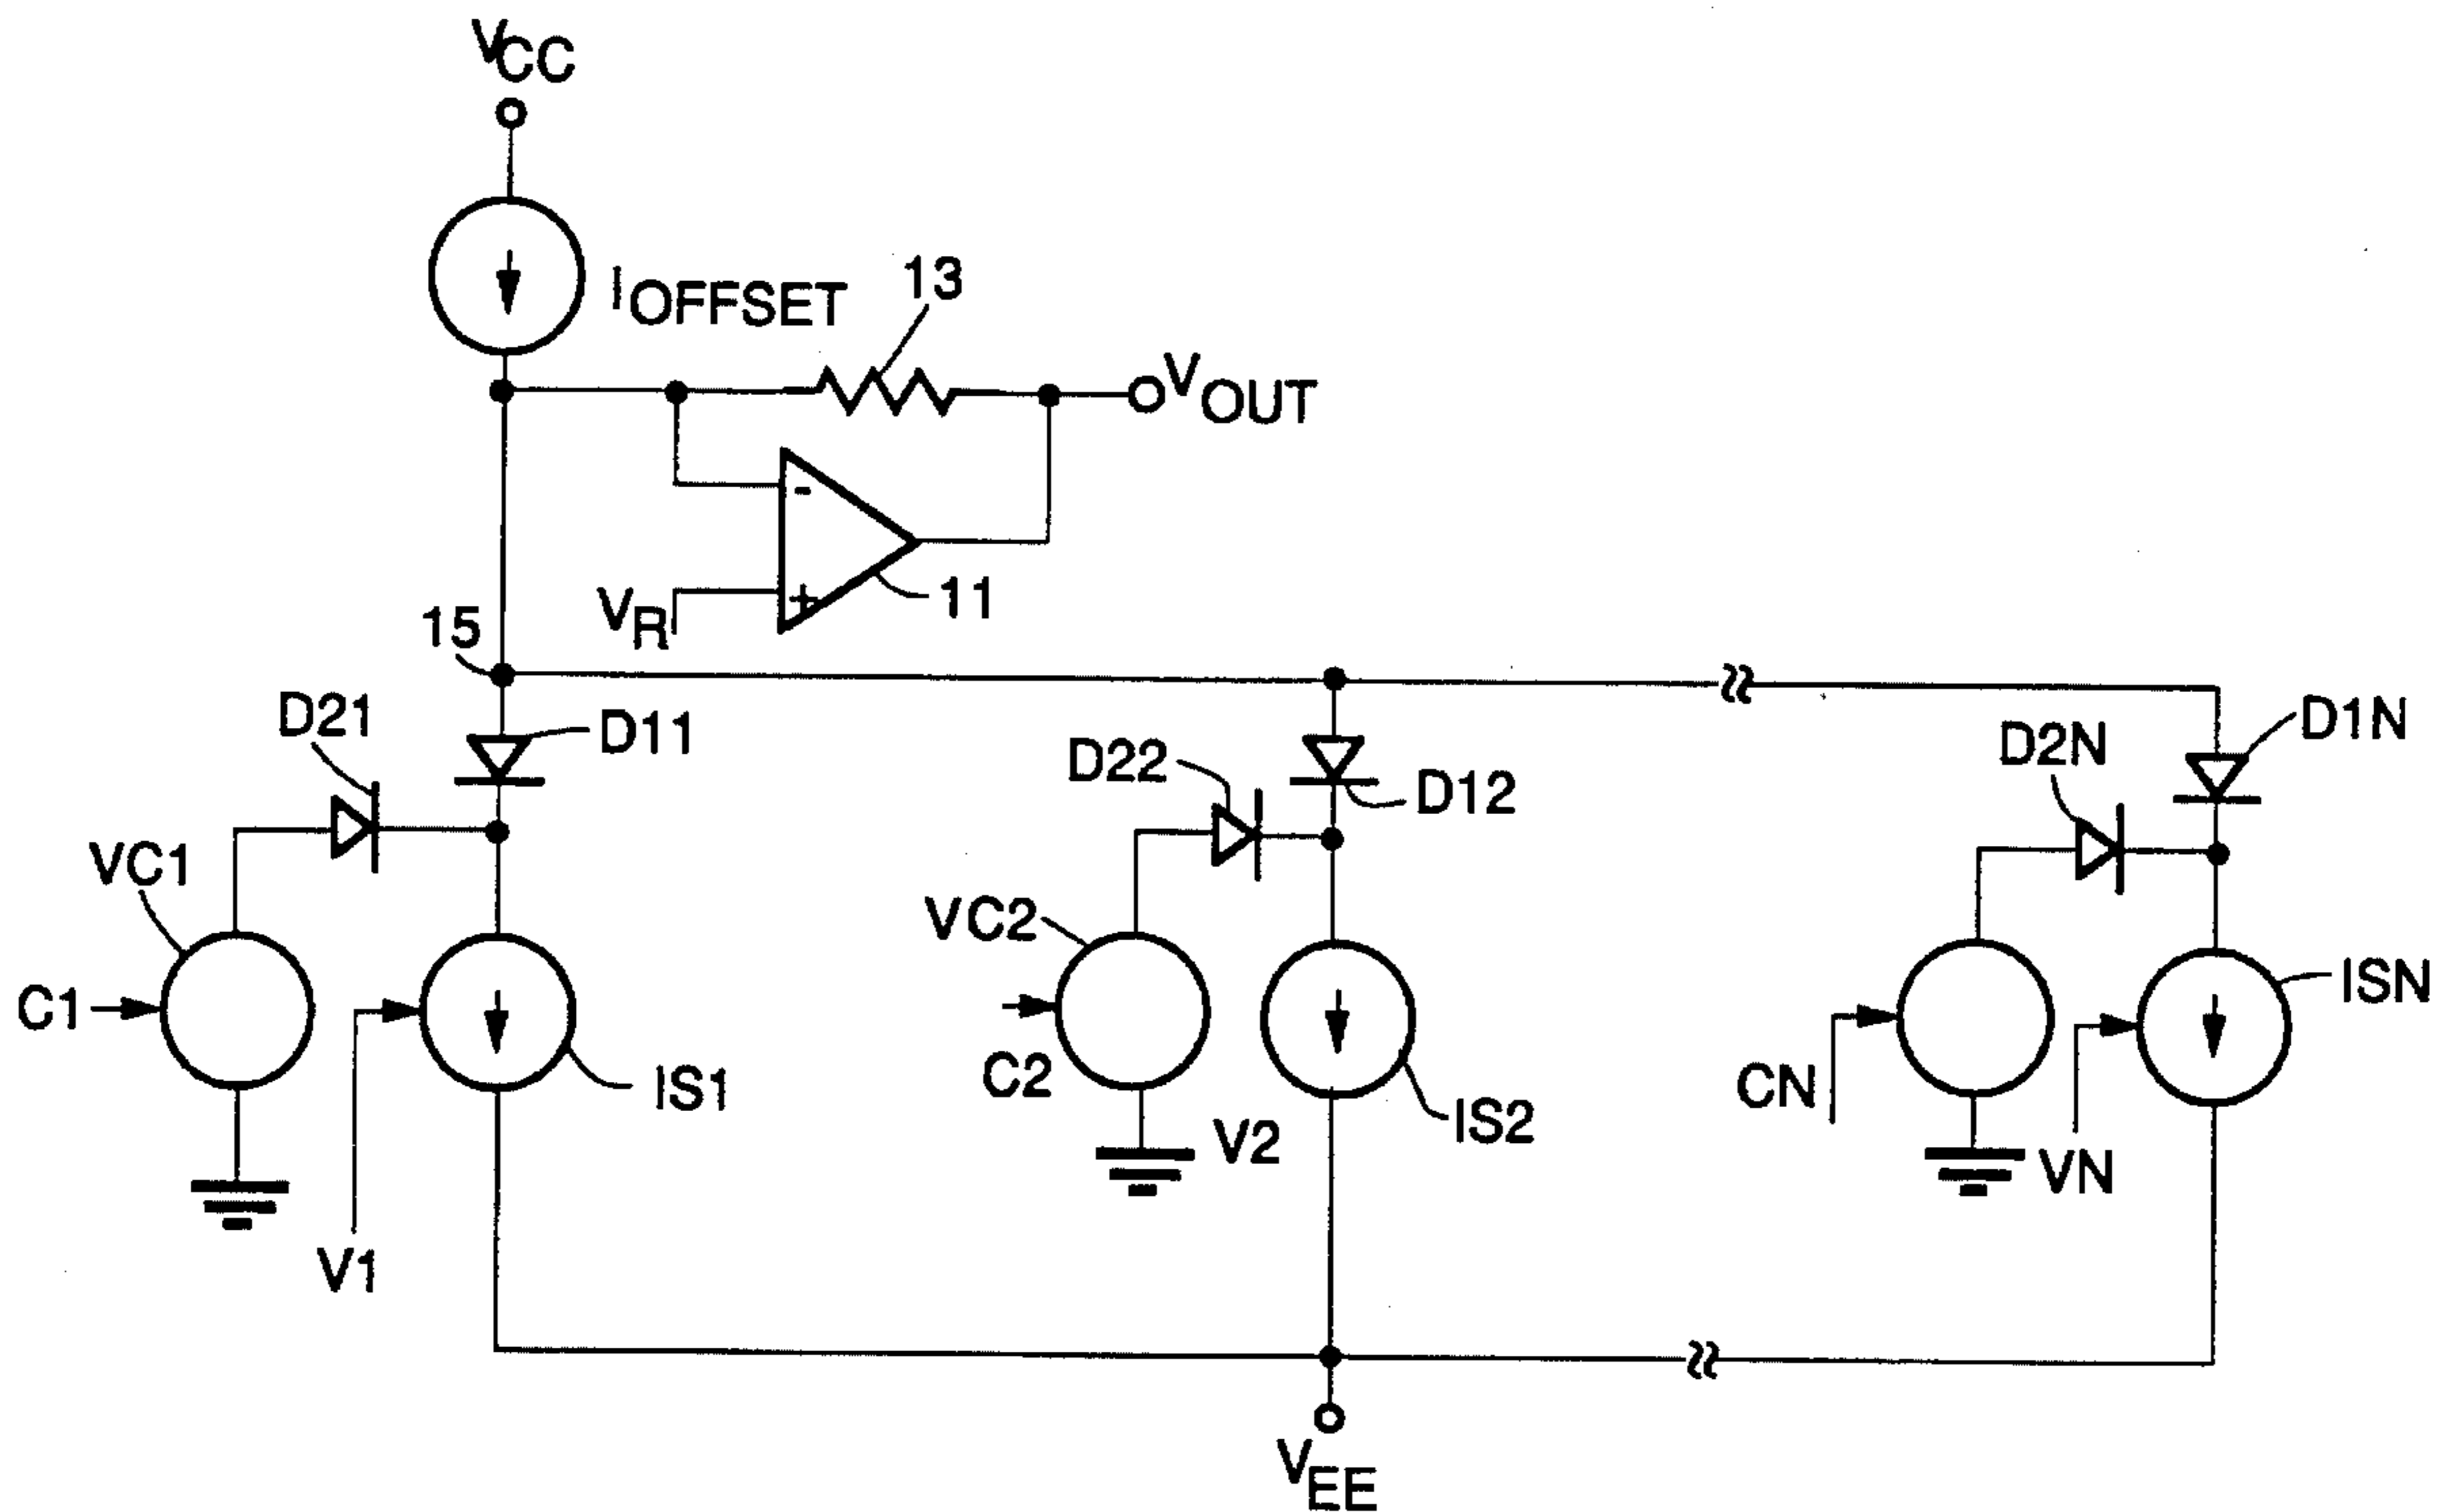 VCC
IOFFSET
13
VOUT
-
+
VR
11
15
D21
D11
D22
D12
D2N
D1N
VC1
VC2
C1
IS1
C2
V2
IS2
CN
VN
ISN
V1
VEE